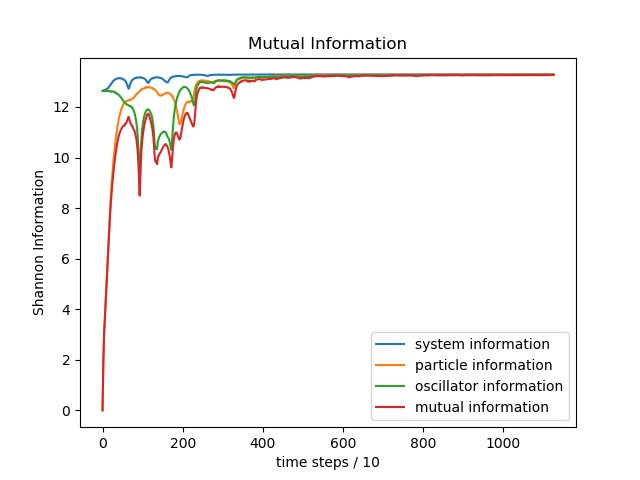 Mutual Information
Shannon Information
12
10
8
6
4
2
0
system information
particle information
oscillator information
mutual information
0 200 400 600 800 1000
time steps / 10